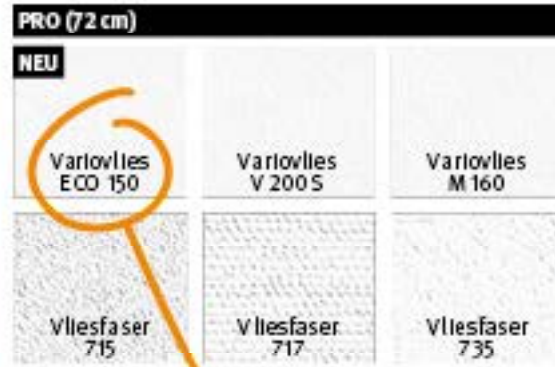 PRO (72 cm)
NEU
Variovlies
ECO 150
Variovlies
V 200 S
Variovlies
M 160
Vliesfaser
715
Vliesfaser
717
Vliesfaser
735